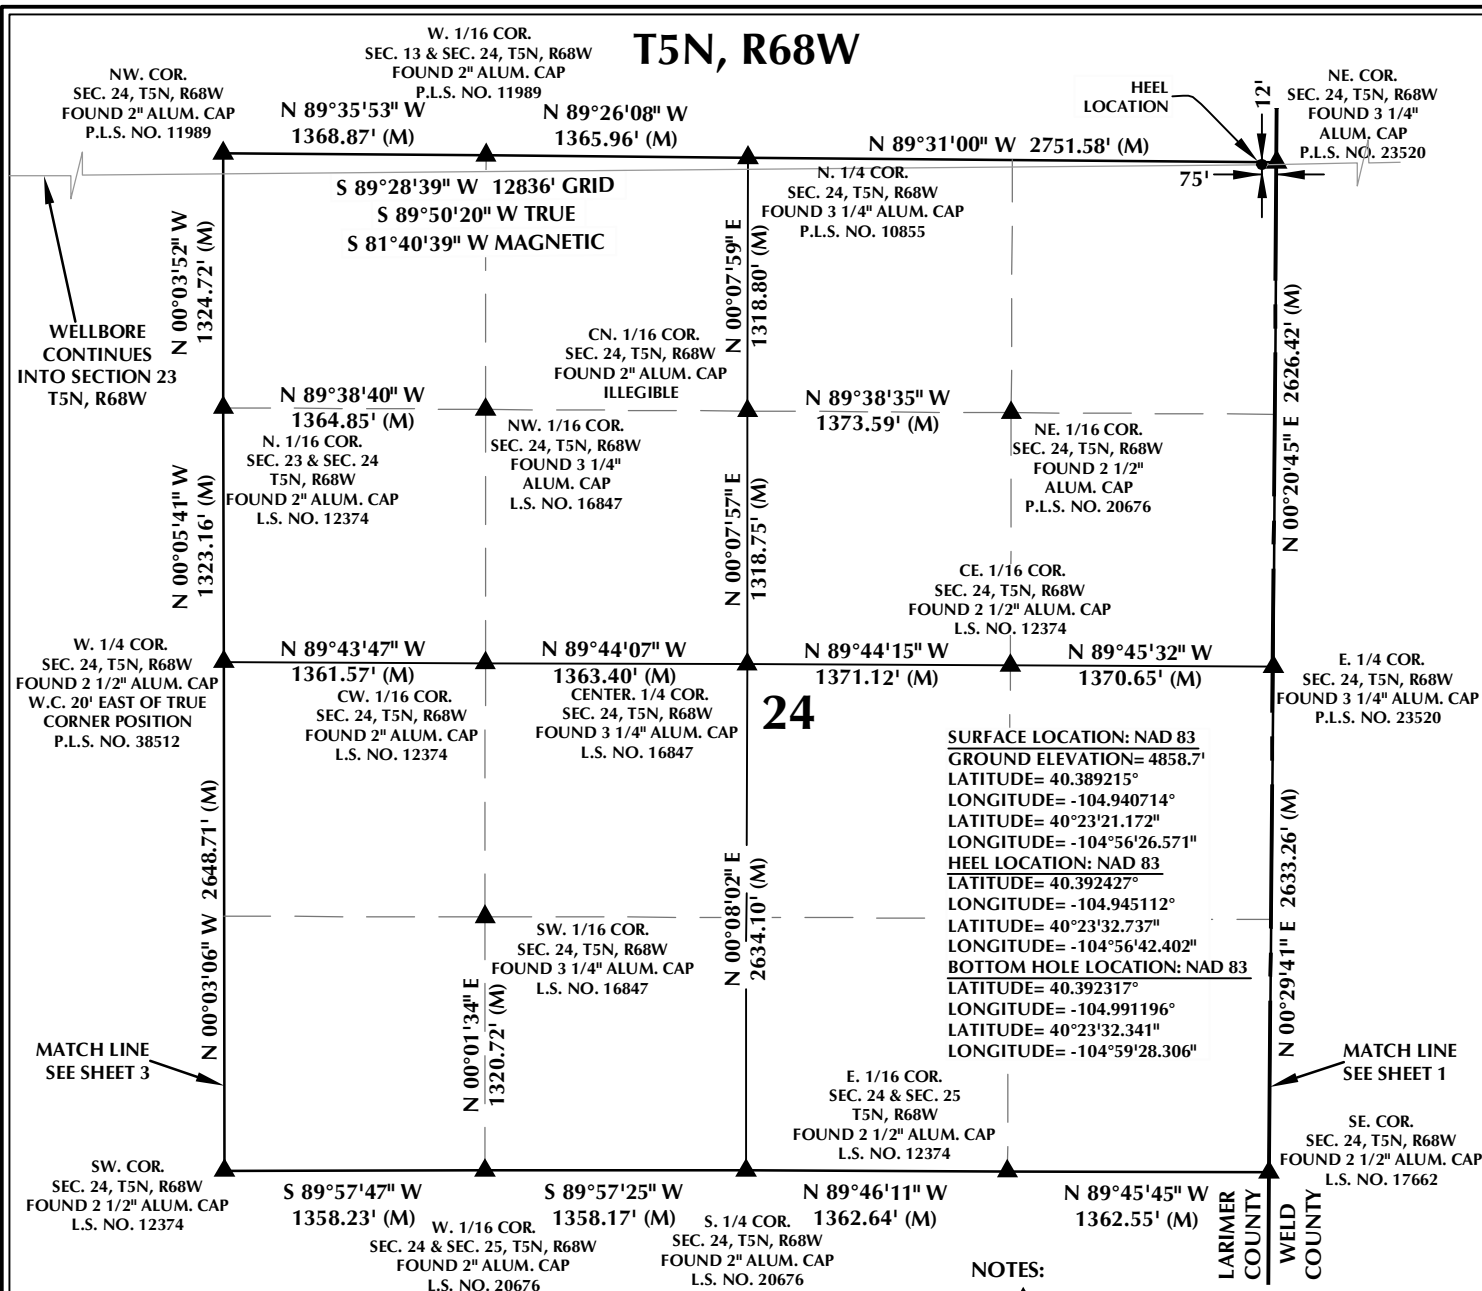 T5N, R68W
W. 1/16 COR.
SEC. 13 & SEC. 24, T5N, R68W
FOUND 2" ALUM. CAP
P.L.S. NO. 11989
NW. COR.
SEC. 24, T5N, R68W
FOUND 2" ALUM. CAP
P.L.S. NO. 11989
N 89°35'53" W
1368.87' (M)
N 89°26'08" W
1365.96' (M)
N 89°31'00" W 2751.58' (M)
HEEL
LOCATION
12'
75'
NE. COR.
SEC. 24, T5N, R68W
FOUND 3 1/4"
ALUM. CAP
P.L.S. NO. 23520
S 89°28'39" W 12836' GRID
S 89°50'20" W TRUE
S 81°40'39" W MAGNETIC
N. 1/4 COR.
SEC. 24, T5N, R68W
FOUND 3 1/4" ALUM. CAP
P.L.S. NO. 10855
N 00°03'52" W
1324.72' (M)
N 00°07'59" E
1318.80' (M)
N 00°20'45" E 2626.42' (M)
WELLBORE
CONTINUES
INTO SECTION 23
T5N, R68W
CN. 1/16 COR.
SEC. 24, T5N, R68W
FOUND 2" ALUM. CAP
ILLEGIBLE
N 89°38'40" W
1364.85' (M)
N 89°38'35" W
1373.59' (M)
N. 1/16 COR.
SEC. 23 & SEC. 24
T5N, R68W
FOUND 2" ALUM. CAP
L.S. NO. 12374
NW. 1/16 COR.
SEC. 24, T5N, R68W
FOUND 3 1/4"
ALUM. CAP
L.S. NO. 16847
NE. 1/16 COR.
SEC. 24, T5N, R68W
FOUND 2 1/2"
ALUM. CAP
P.L.S. NO. 20676
N 00°05'41" W
1323.16' (M)
N 00°07'57" E
1318.75' (M)
CE. 1/16 COR.
SEC. 24, T5N, R68W
FOUND 2 1/2" ALUM. CAP
L.S. NO. 12374
W. 1/4 COR.
SEC. 24, T5N, R68W
FOUND 2 1/2" ALUM. CAP
W.C. 20' EAST OF TRUE
CORNER POSITION
P.L.S. NO. 38512
N 89°43'47" W
1361.57' (M)
N 89°44'07" W
1363.40' (M)
N 89°44'15" W
1371.12' (M)
N 89°45'32" W
1370.65' (M)
E. 1/4 COR.
SEC. 24, T5N, R68W
FOUND 3 1/4" ALUM. CAP
P.L.S. NO. 23520
CW. 1/16 COR.
SEC. 24, T5N, R68W
FOUND 2" ALUM. CAP
L.S. NO. 12374
CENTER. 1/4 COR.
SEC. 24, T5N, R68W
FOUND 3 1/4" ALUM. CAP
L.S. NO. 16847
24
SURFACE LOCATION: NAD 83
GROUND ELEVATION= 4858.7'
LATITUDE= 40.389215°
LONGITUDE= -104.940714°
LATITUDE= 40°23'21.172"
LONGITUDE= -104°56'26.571"
HEEL LOCATION: NAD 83
LATITUDE= 40.392427°
LONGITUDE= -104.945112°
LATITUDE= 40°23'32.737"
LONGITUDE= -104°56'42.402"
BOTTOM HOLE LOCATION: NAD 83
LATITUDE= 40.392317°
LONGITUDE= -104.991196°
LATITUDE= 40°23'32.341"
LONGITUDE= -104°59'28.306"
N 00°03'06" W 2648.71' (M)
N 00°08'02" E
2634.10' (M)
N 00°29'41" E 2633.26' (M)
SW. 1/16 COR.
SEC. 24, T5N, R68W
FOUND 3 1/4" ALUM. CAP
L.S. NO. 16847
N 00°01'34" E
1320.72' (M)
MATCH LINE
SEE SHEET 3
MATCH LINE
SEE SHEET 1
E. 1/16 COR.
SEC. 24 & SEC. 25
T5N, R68W
FOUND 2 1/2" ALUM. CAP
L.S. NO. 12374
SE. COR.
SEC. 24, T5N, R68W
FOUND 2 1/2" ALUM. CAP
L.S. NO. 17662
SW. COR.
SEC. 24, T5N, R68W
FOUND 2 1/2" ALUM. CAP
L.S. NO. 12374
S 89°57'47" W
1358.23' (M)
S 89°57'25" W
1358.17' (M)
N 89°46'11" W
1362.64' (M)
N 89°45'45" W
1362.55' (M)
W. 1/16 COR.
SEC. 24 & SEC. 25, T5N, R68W
FOUND 2" ALUM. CAP
L.S. NO. 20676
S. 1/4 COR.
SEC. 24, T5N, R68W
FOUND 2" ALUM. CAP
L.S. NO. 20676
LARIMER
COUNTY
WELD
COUNTY
NOTES: